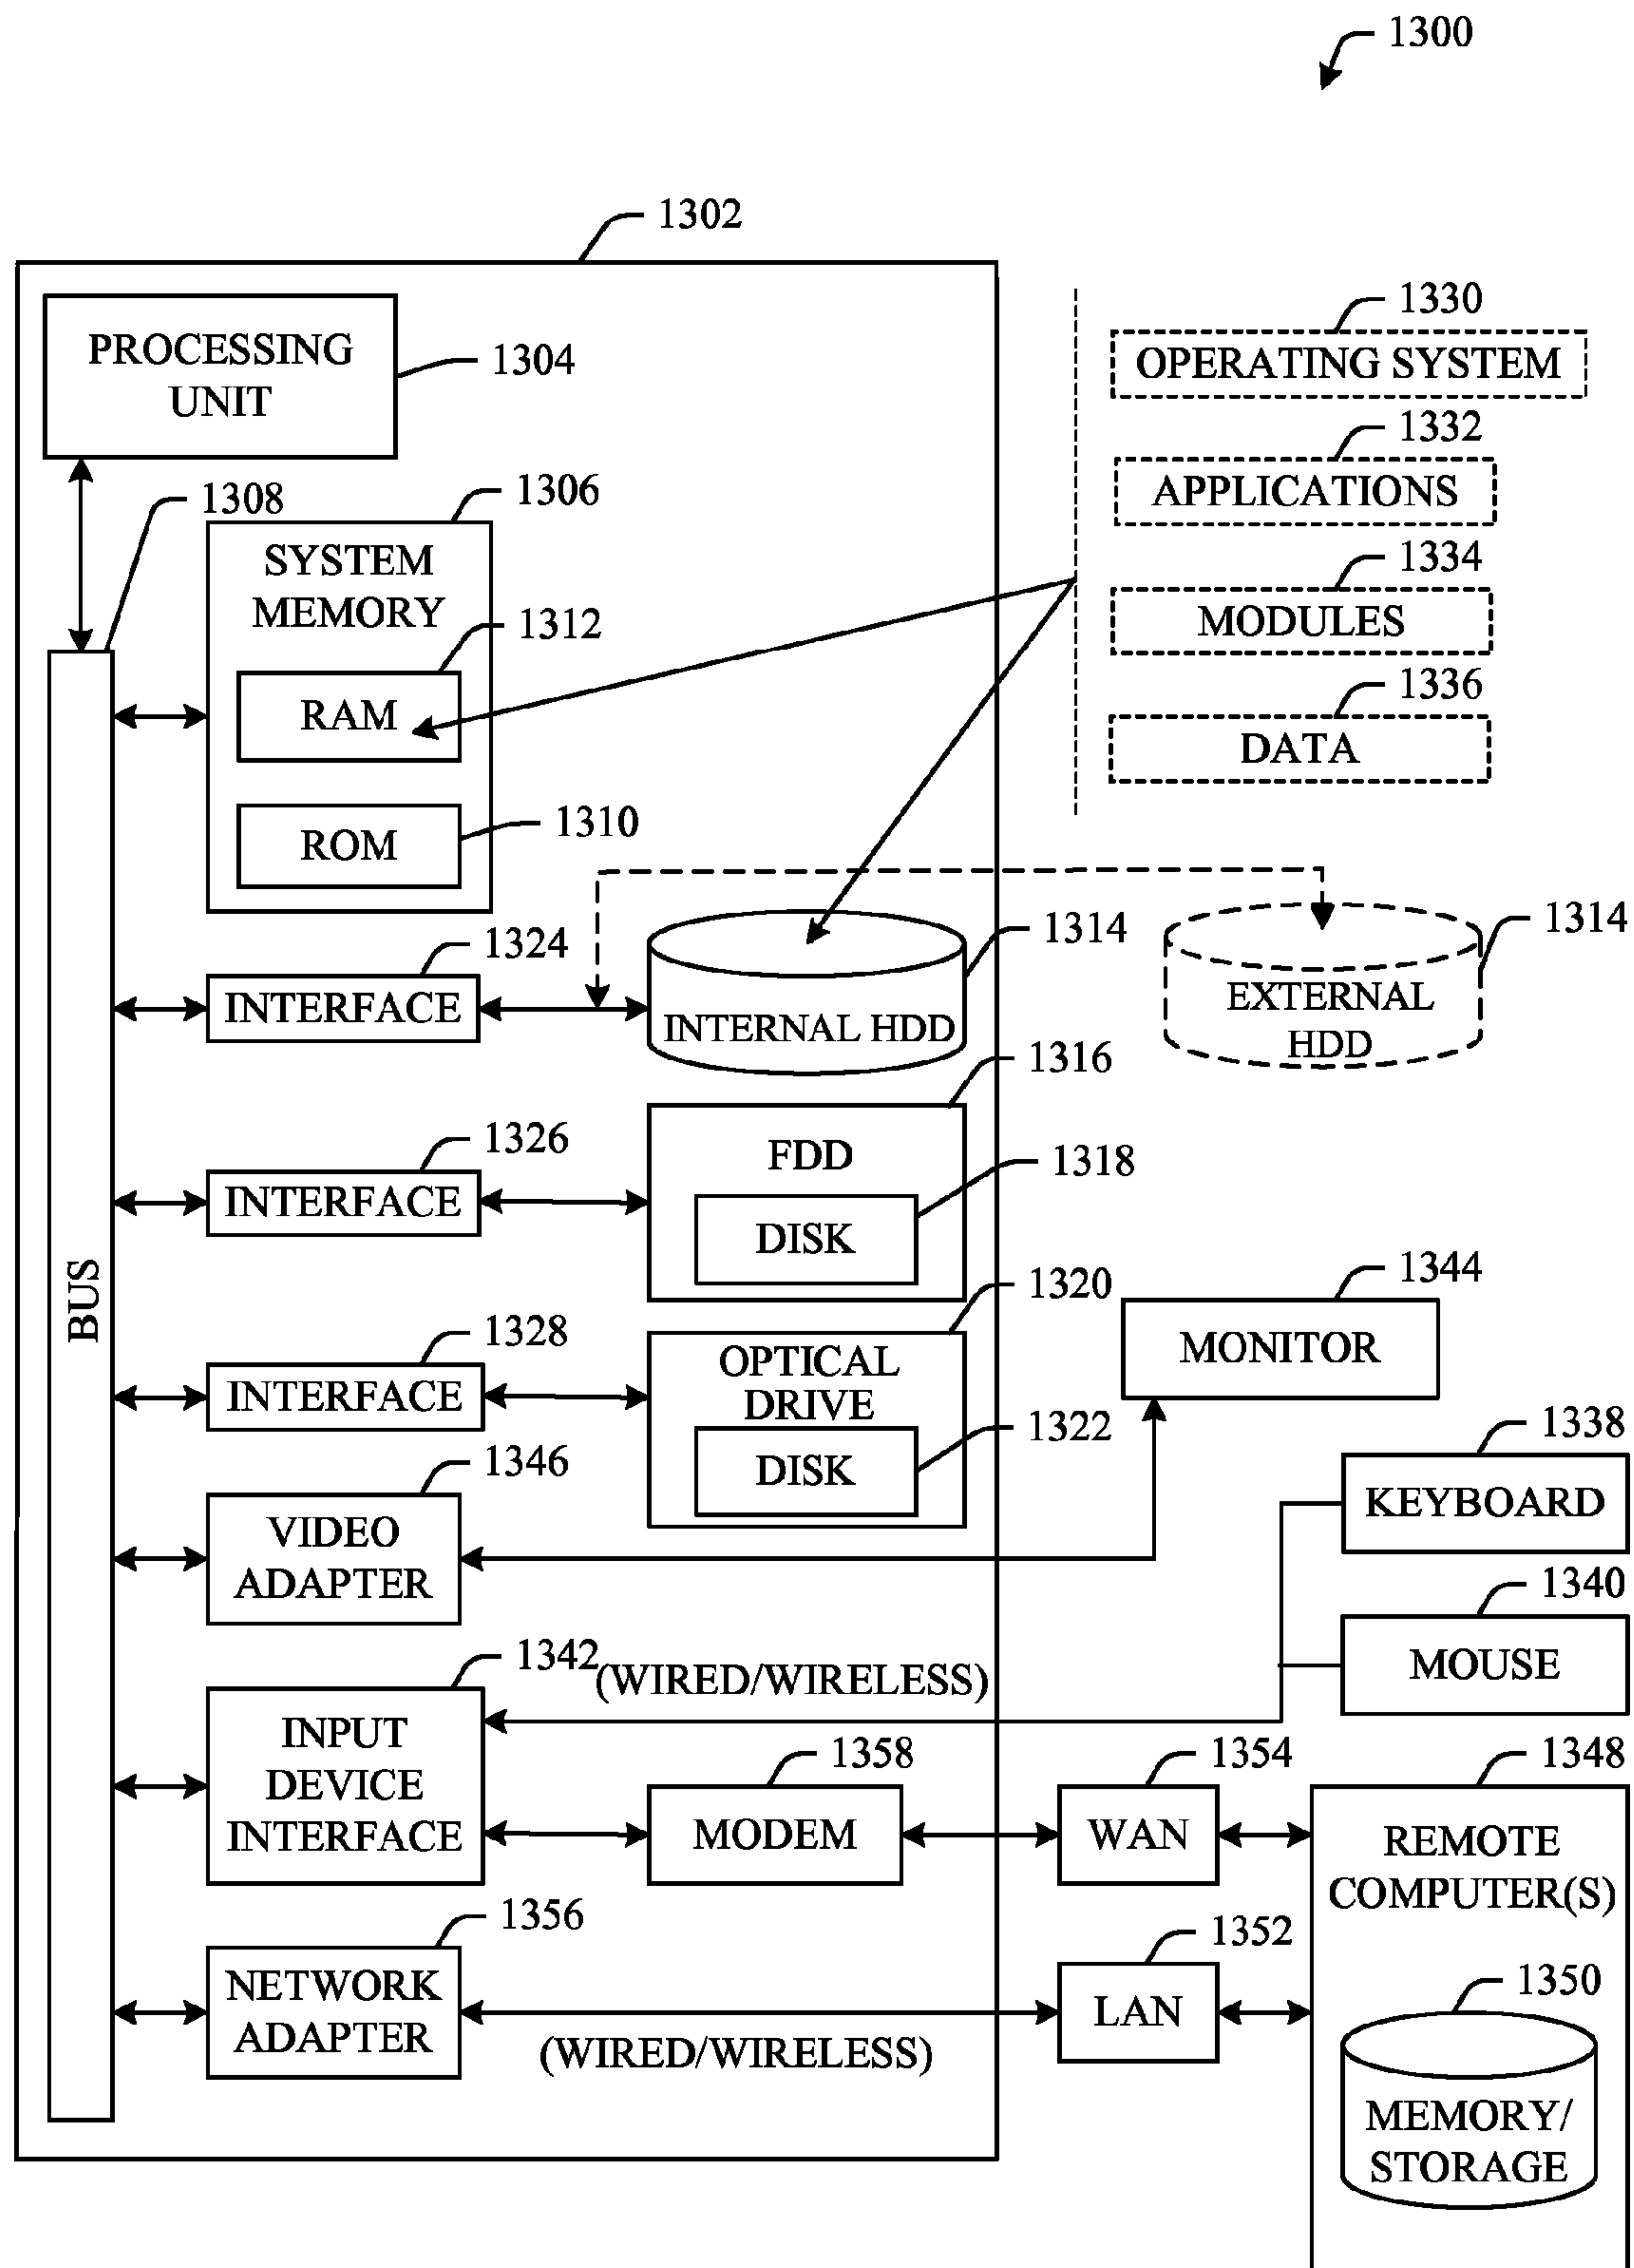 1300
1302
PROCESSING
UNIT
1304
1330
OPERATING SYSTEM
1332
APPLICATIONS
1334
MODULES
1336
DATA
1308
1306
SYSTEM
MEMORY
1312
RAM
1310
ROM
1324
INTERFACE
1314
INTERNAL HDD
1314
EXTERNAL
HDD
1316
FDD
1326
INTERFACE
1318
DISK
BUS
1320
OPTICAL
DRIVE
1328
INTERFACE
1322
DISK
1344
MONITOR
1346
VIDEO
ADAPTER
1338
KEYBOARD
1340
MOUSE
1342
(WIRED/WIRELESS)
INPUT
DEVICE
INTERFACE
1358
MODEM
1354
WAN
1348
REMOTE
COMPUTER(S)
1356
NETWORK
ADAPTER
(WIRED/WIRELESS)
1352
LAN
1350
MEMORY/
STORAGE